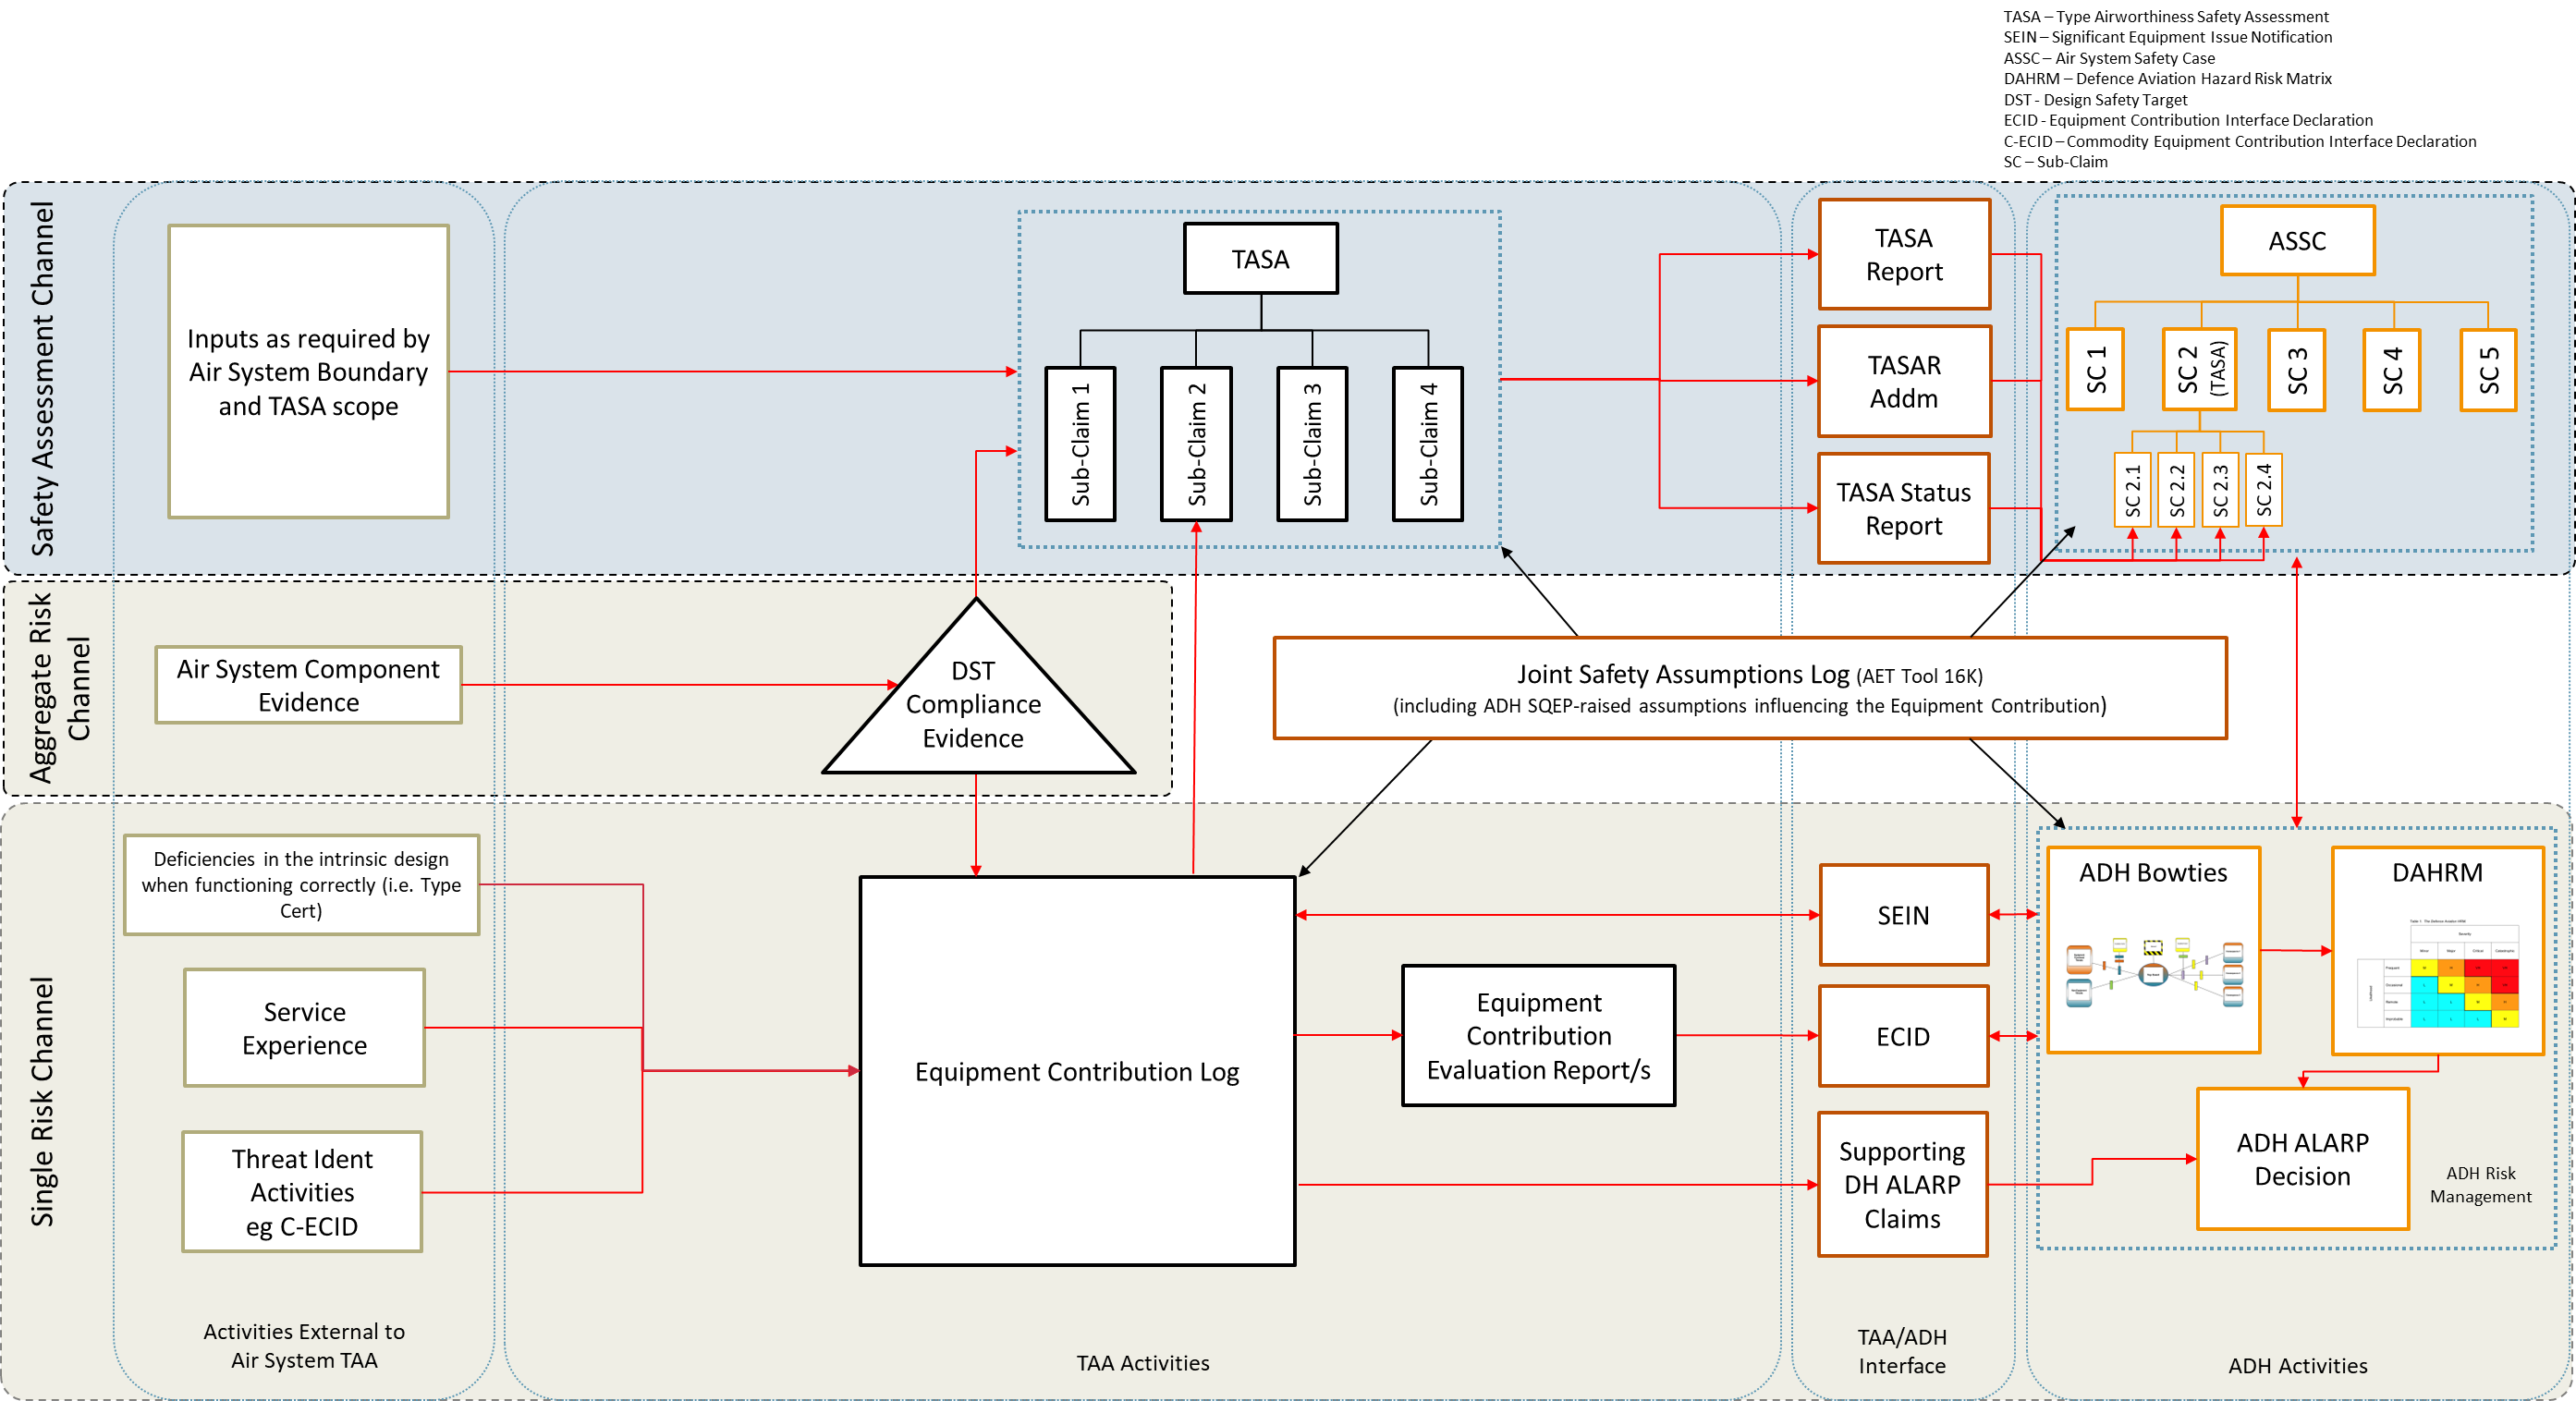 TASA – Type Airworthiness Safety Assessment
SEIN – Significant Equipment Issue Notification
ASSC – Air System Safety Case
DAHRM – Defence Aviation Hazard Risk Matrix
DST - Design Safety Target
ECID - Equipment Contribution Interface Declaration
C-ECID – Commodity Equipment Contribution Interface Declaration
SC – Sub-Claim
Safety Assessment Channel
Inputs as required by
Air System Boundary
and TASA scope
TASA
Sub-Claim 1
Sub-Claim 2
Sub-Claim 3
Sub-Claim 4
TASA
Report
TASAR
Addm
TASA Status
Report
ASSC
SC 1
SC 2
(TASA)
SC 3
SC 4
SC 5
SC 2.1
SC 2.2
SC 2.3
SC 2.4
Aggregate Risk
Channel
Air System Component
Evidence
DST
Compliance
Evidence
Joint Safety Assumptions Log (AET Tool 16K)
(including ADH SQEP-raised assumptions influencing the Equipment Contribution)
Single Risk Channel
Deficiencies in the intrinsic design
when functioning correctly (i.e. Type
Cert)
Service
Experience
Threat Ident
Activities
eg C-ECID
Equipment Contribution Log
Equipment
Contribution
Evaluation Report/s
SEIN
ECID
Supporting
DH ALARP
Claims
ADH Bowties
DAHRM
Severity
ADH ALARP
Decision
ADH Risk
Management
Activities External to
Air System TAA
TAA Activities
TAA/ADH
Interface
ADH Activities